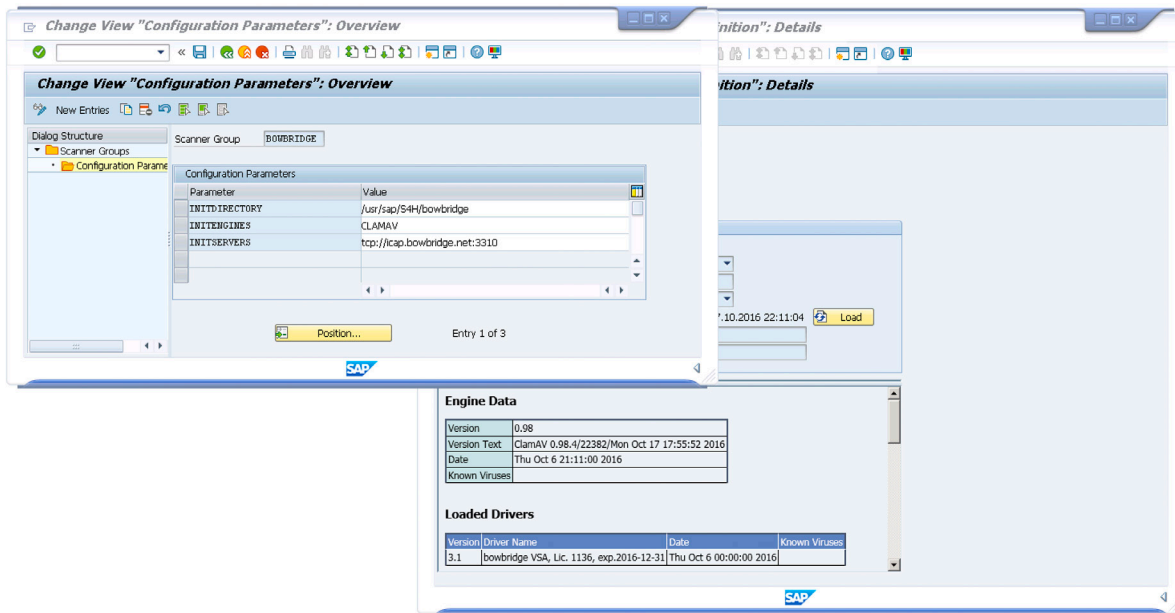 Change View "Configuration Parameters": Overview
Change View "Configuration Parameters": Overview
New Entries
Dialog Structure
Scanner Groups
Configuration Parame
Scanner Group BOWBRIDGE
Configuration Parameters
Parameter Value
INITDIRECTORY /usr/sap/S4H/bowbridge
INITENGINES CLAMAV
INITSERVERS tcp://icap.bowbridge.net:3310
Position... Entry 1 of 3
SAP
nition": Details
nition": Details
7.10.2016 22:11:04 Load
Engine Data
Version 0.98
Version Text ClamAV 0.98.4/22382/Mon Oct 17 17:55:52 2016
Date Thu Oct 6 21:11:00 2016
Known Viruses
Loaded Drivers
Version Driver Name Date Known Viruses
3.1 bowbridge VSA, Lic. 1136, exp.2016-12-31 Thu Oct 6 00:00:00 2016
SAP